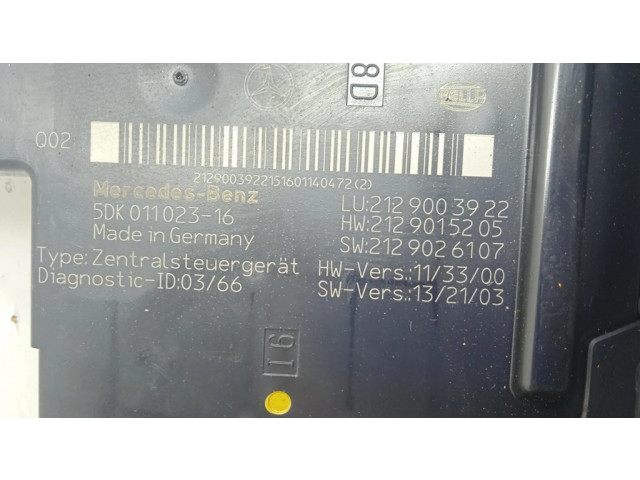 8D
HELLA
Q02
2129003922151601140472(2)
Mercedes-Benz
5DK 011 023-16
Made in Germany
Type: Zentralsteuergerät
Diagnostic-ID:03/66
LU:212 900 39 22
HW:212 901 52 05
SW:212 902 61 07
HW-Vers.:11/33/00
SW-Vers.:13/21/03
16